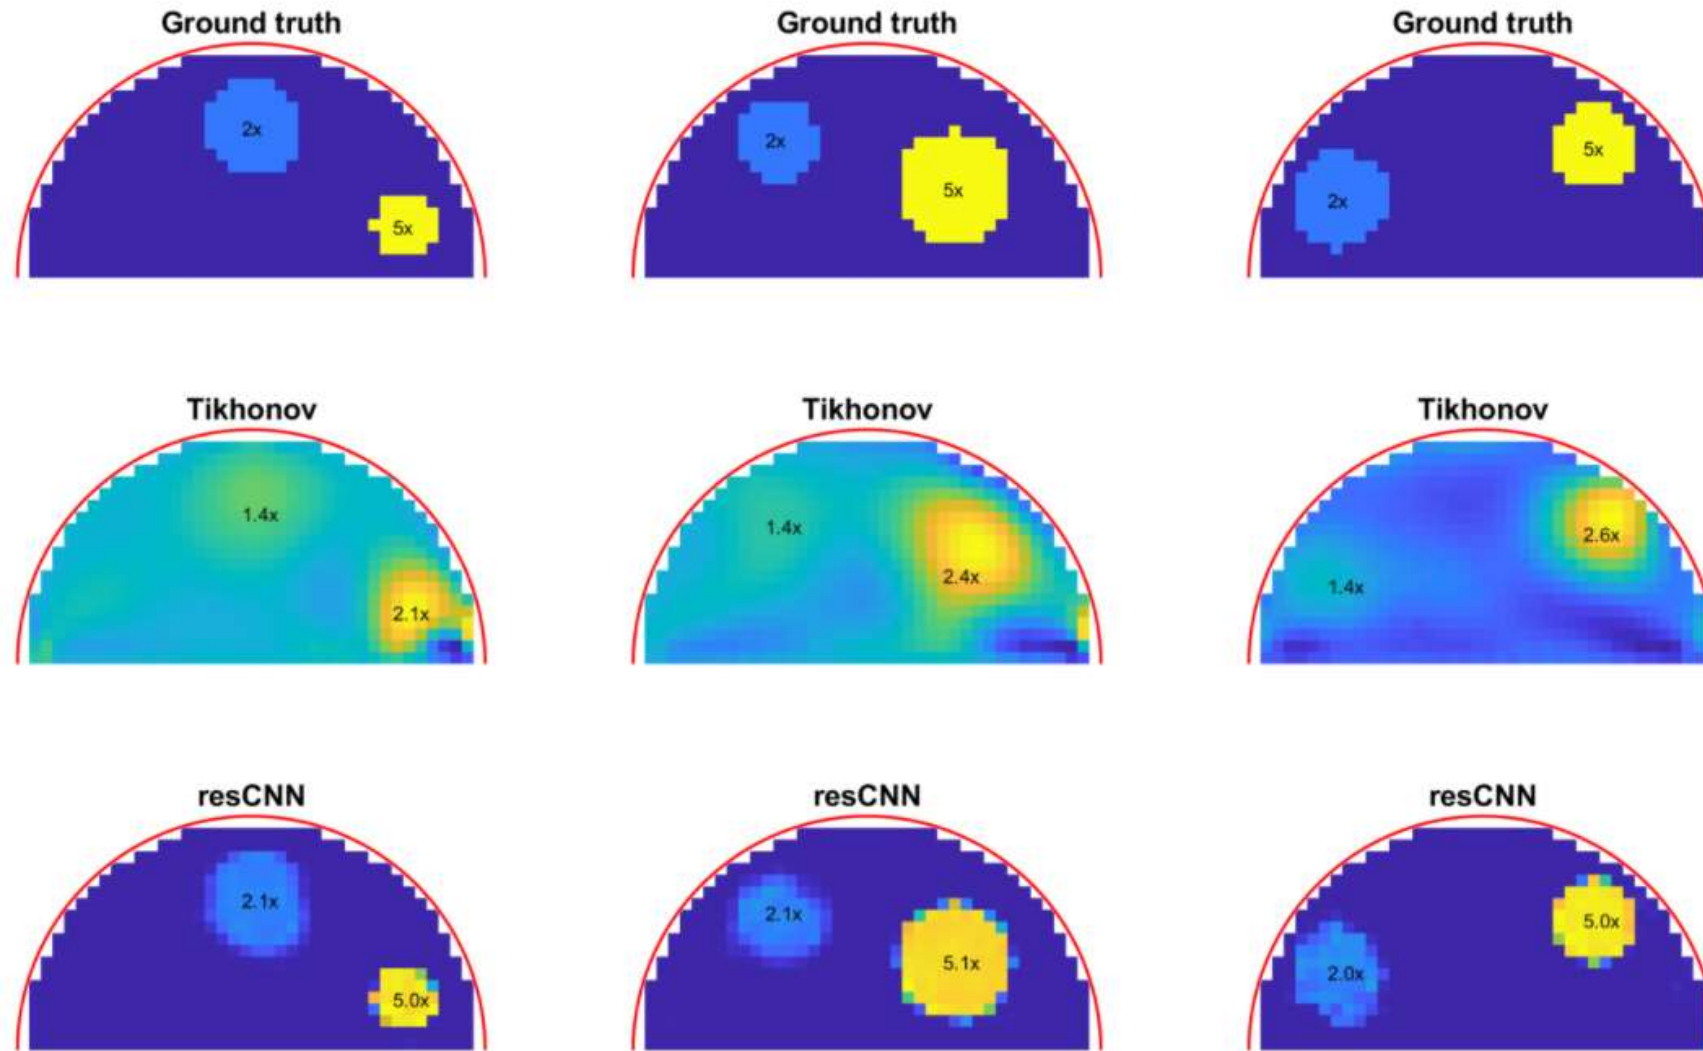 Ground truth Ground truth Ground truth
2x 5x 2x 5x 2x 5x
Tikhonov Tikhonov Tikhonov
1.4x 2.1x 1.4x 2.4x 1.4x 2.6x
resCNN resCNN resCNN
2.1x 5.0x 2.1x 5.1x 2.0x 5.0x